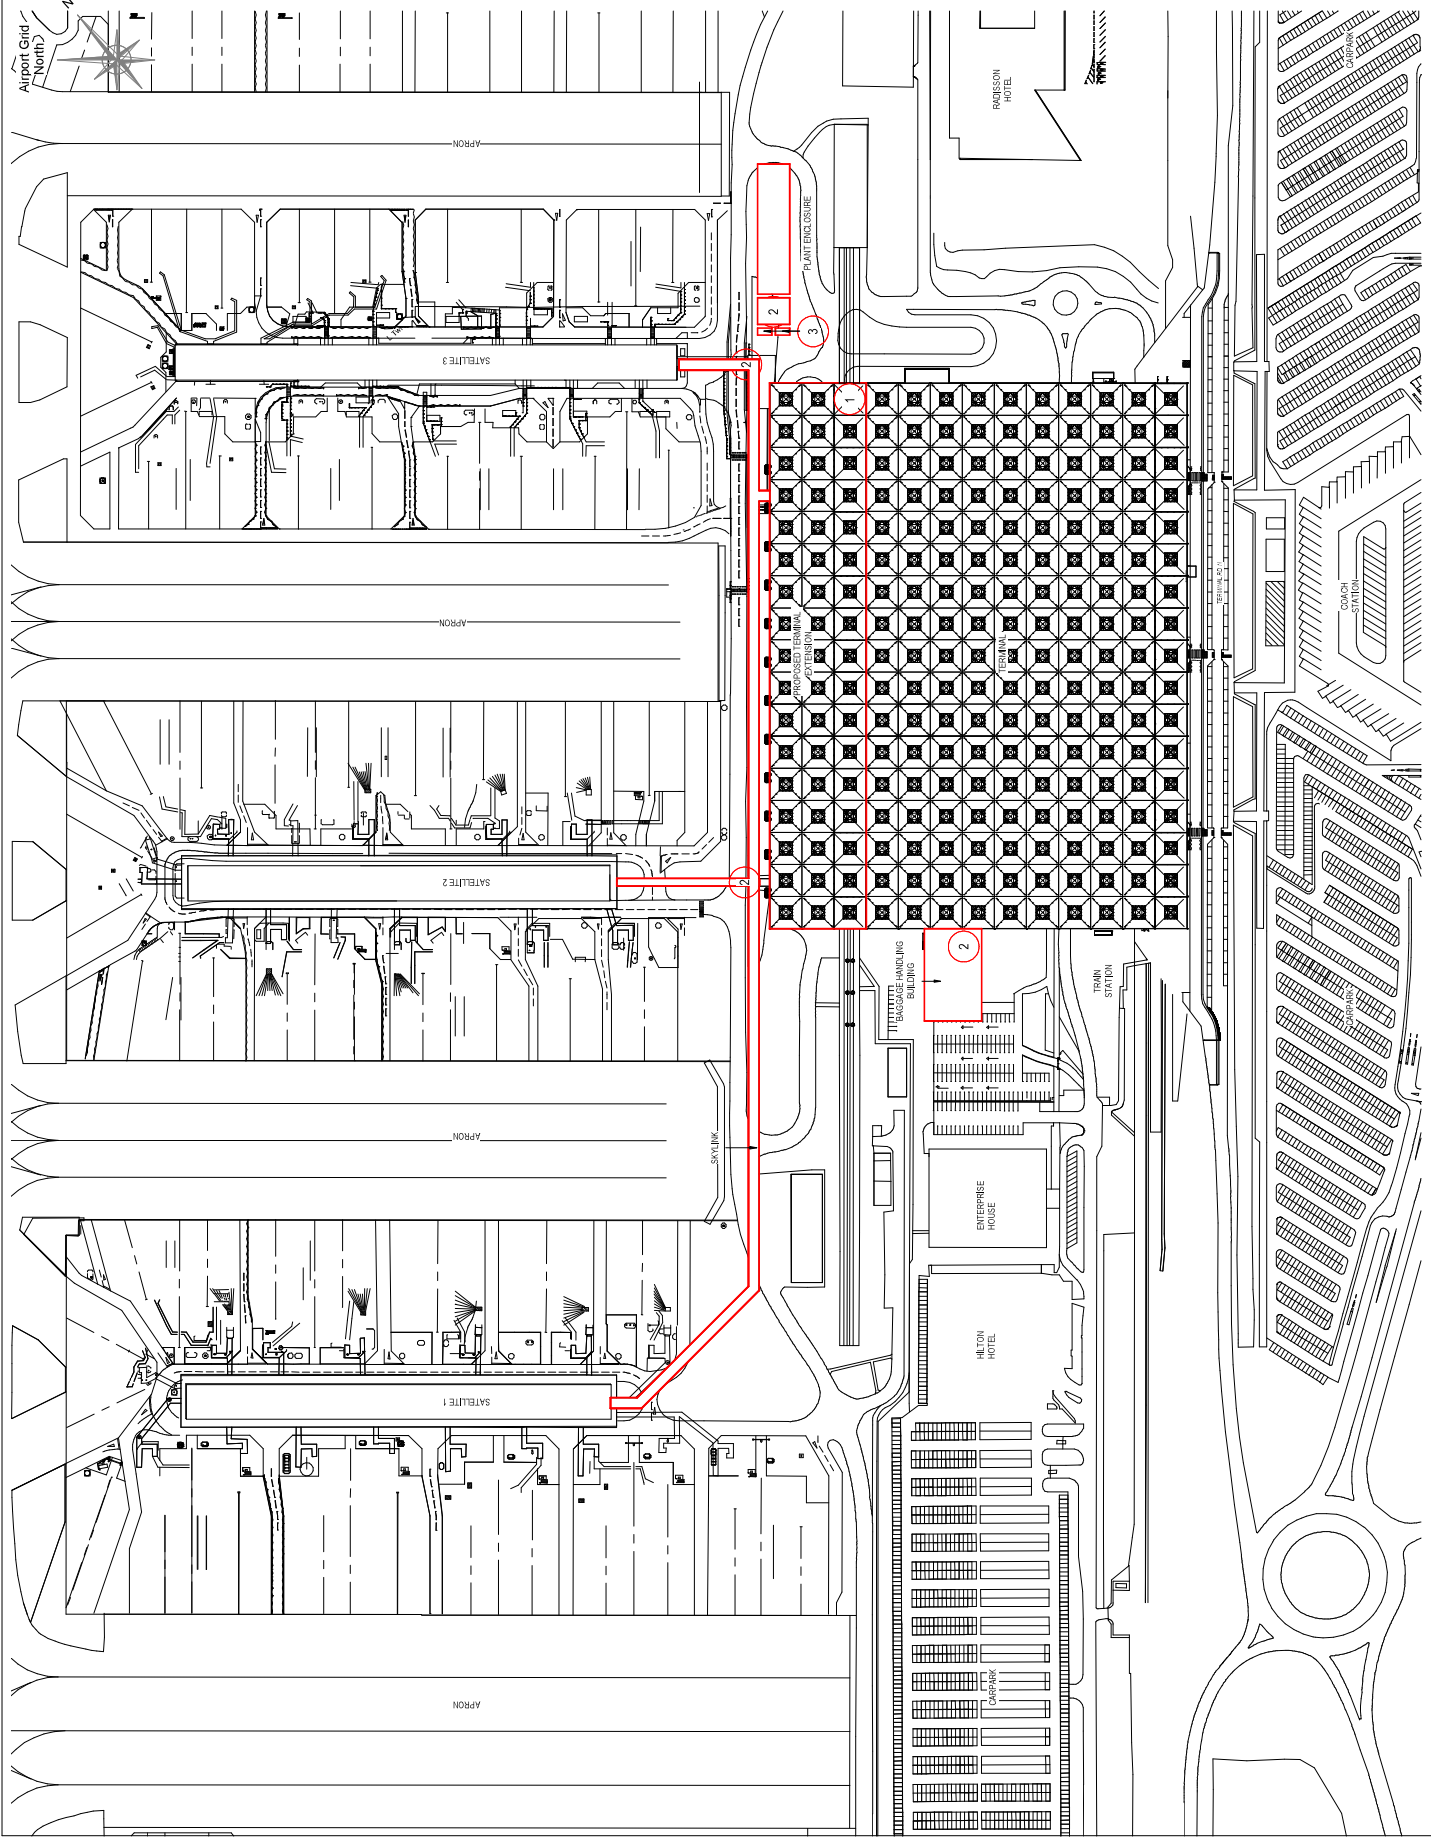 Airport Grid
North
N
APRON
RADISSON
HOTEL
CARPARK
PLANT ENCLOSURE
2
3
SATELLITE 3
2
1
APRON
PROPOSED TERMINAL
EXTENSION
TERMINAL
COACH
STATION
SATELLITE 2
2
2
BAGGAGE HANDLING
BUILDING
TRAIN
STATION
CARPARK
APRON
SKYLINK
ENTERPRISE
HOUSE
HILTON
HOTEL
SATELLITE 1
APRON
CARPARK